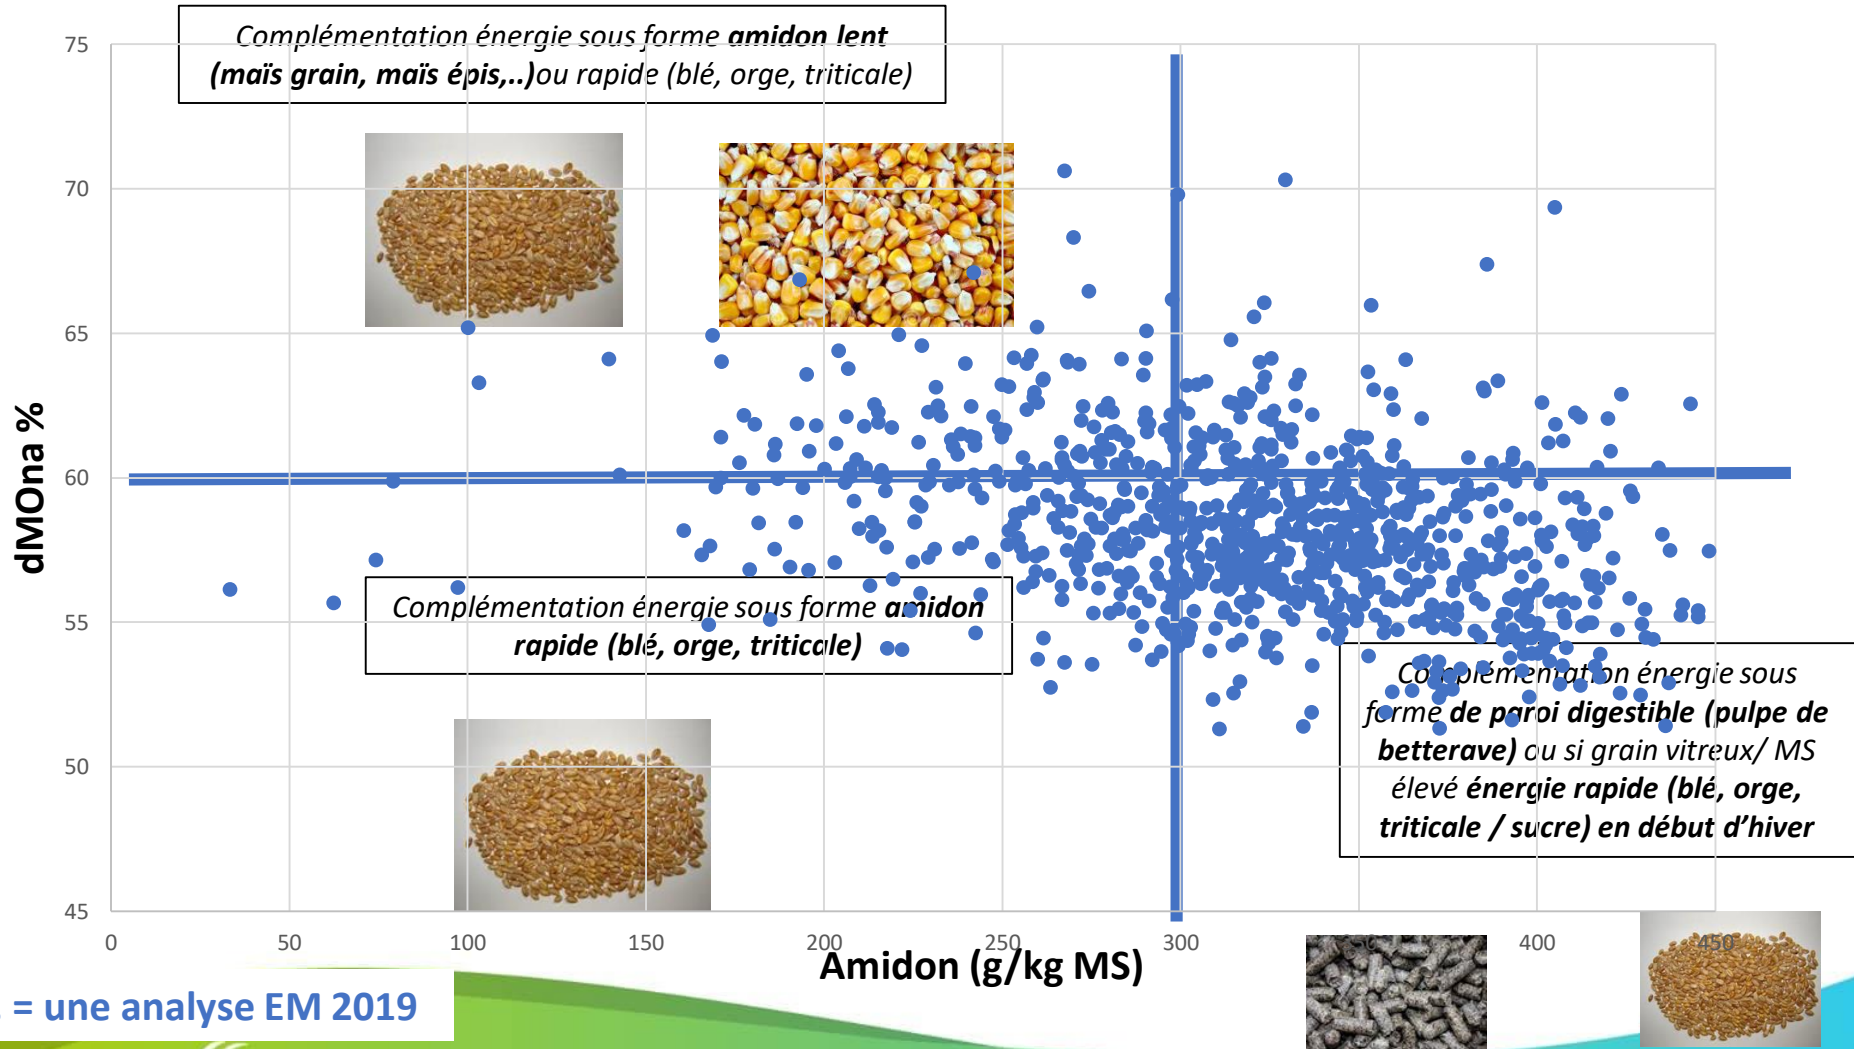 Complémentation énergie sous forme amidon lent
(maïs grain, maïs épis,..)ou rapide (blé, orge, triticale)
75
70
65
60
55
50
45
dMOna %
Complémentation énergie sous forme amidon
rapide (blé, orge, triticale)
Complémentation énergie sous
forme de paroi digestible (pulpe de
betterave) ou si grain vitreux/ MS
élevé énergie rapide (blé, orge,
triticale / sucre) en début d’hiver
0 50 100 150 200 250 300 400 450
Amidon (g/kg MS)
= une analyse EM 2019